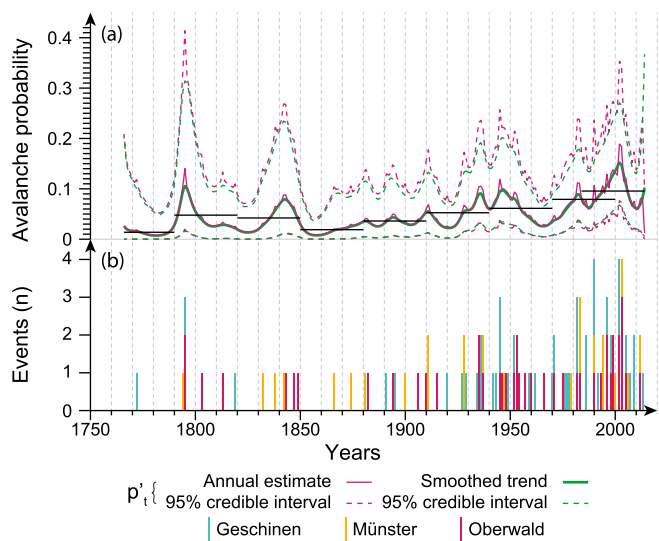 (a)
Avalanche probability
0.4
0.3
0.2
0.1
0
(b)
Events (n)
4
3
2
1
0
1750 1800 1850 1900 1950 2000
Years
p't { Annual estimate Smoothed trend
95% credible interval 95% credible interval
Geschinen Münster Oberwald